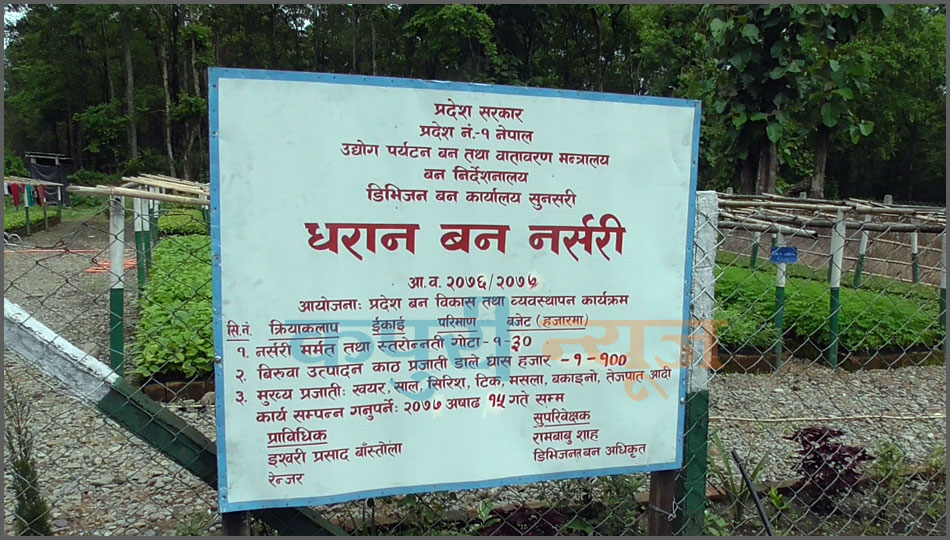 प्रदेश सरकार
प्रदेश नं.-१ नेपाल
उद्योग पर्यटन बन तथा वातावरण मन्त्रालय
बन निर्देशनालय
डिभिजन बन कार्यालय सुनसरी
धरान बन नर्सरी
आ.व. २०७६/२०७५
आयोजनाः प्रदेश बन विकास तथा व्यवस्थापन कार्यक्रम
सि.नं. क्रियाकलाप ईकाई परिमाण बजेट (हजारमा)
१. नर्सरी मर्मत तथा स्तरोन्नती गोटा -१-३०
२. बिरुवा उत्पादन काठ प्रजाती डाले घास हजार -१-१००
३. मुख्य प्रजातीः खयर, साल, सिरिश, टिक, मसला, बकाइनो, तेजपात आदी
कार्य सम्पन्न गनुपर्नेः २०७७ अषाढ १५ गते सम्म
प्राविधिक सुपरिवेक्षक
इश्वरी प्रसाद बाँस्तोला रामबाबु शाह
रेन्जर डिभिजनल बन अधिकृत
न्यूज